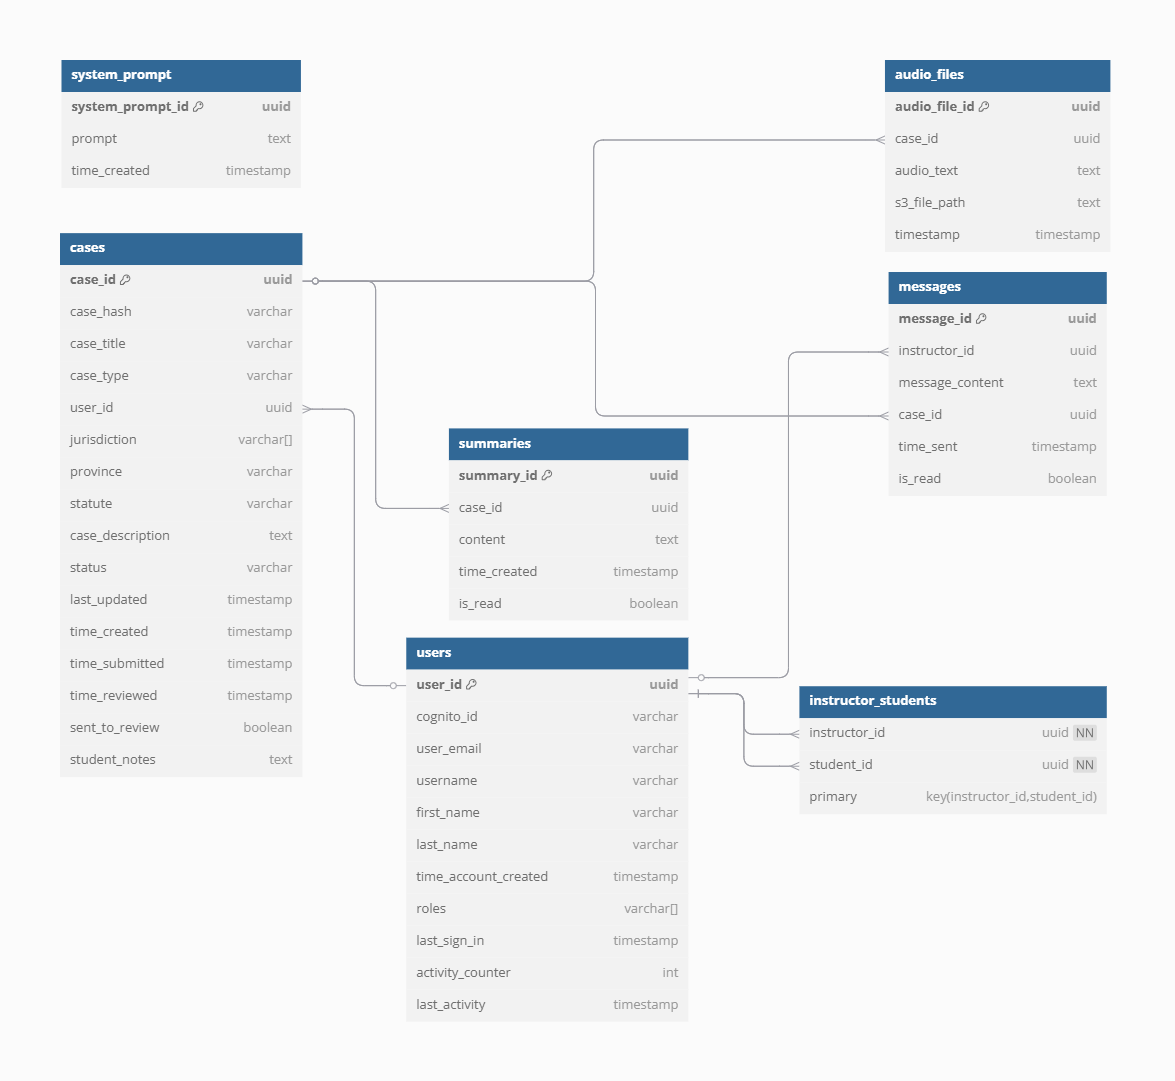 system_prompt
system_prompt_id uuid
prompt text
time_created timestamp
cases
case_id uuid
case_hash varchar
case_title varchar
case_type varchar
user_id uuid
jurisdiction varchar[]
province varchar
statute varchar
case_description text
status varchar
last_updated timestamp
time_created timestamp
time_submitted timestamp
time_reviewed timestamp
sent_to_review boolean
student_notes text
summaries
summary_id uuid
case_id uuid
content text
time_created timestamp
is_read boolean
users
user_id uuid
cognito_id varchar
user_email varchar
username varchar
first_name varchar
last_name varchar
time_account_created timestamp
roles varchar[]
last_sign_in timestamp
activity_counter int
last_activity timestamp
audio_files
audio_file_id uuid
case_id uuid
audio_text text
s3_file_path text
timestamp timestamp
messages
message_id uuid
instructor_id uuid
message_content text
case_id uuid
time_sent timestamp
is_read boolean
instructor_students
instructor_id uuid NN
student_id uuid NN
primary key(instructor_id,student_id)